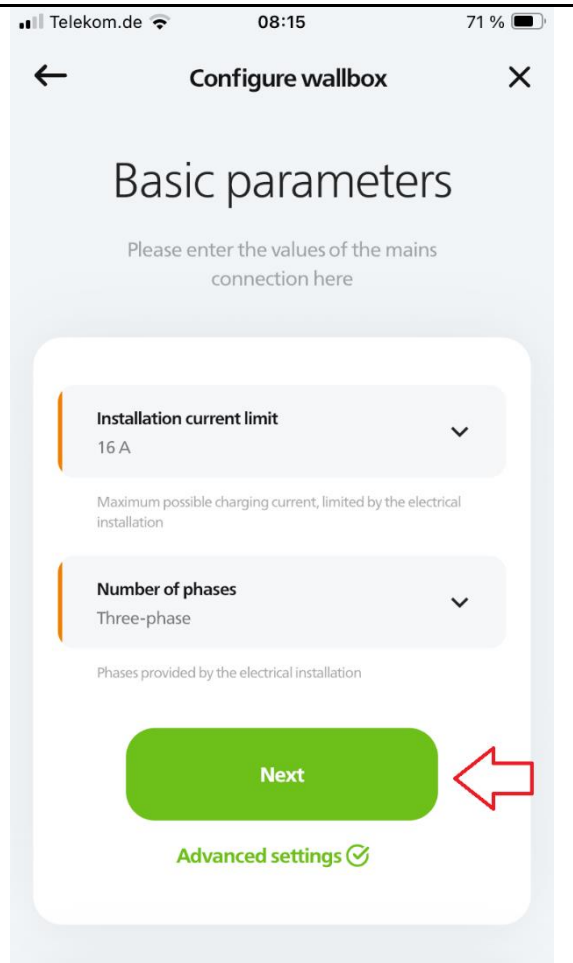 Telekom.de 08:15 71 %
Configure wallbox
Basic parameters
Please enter the values of the mains
connection here
Installation current limit
16 A
Maximum possible charging current, limited by the electrical
installation
Number of phases
Three-phase
Phases provided by the electrical installation
Next
Advanced settings